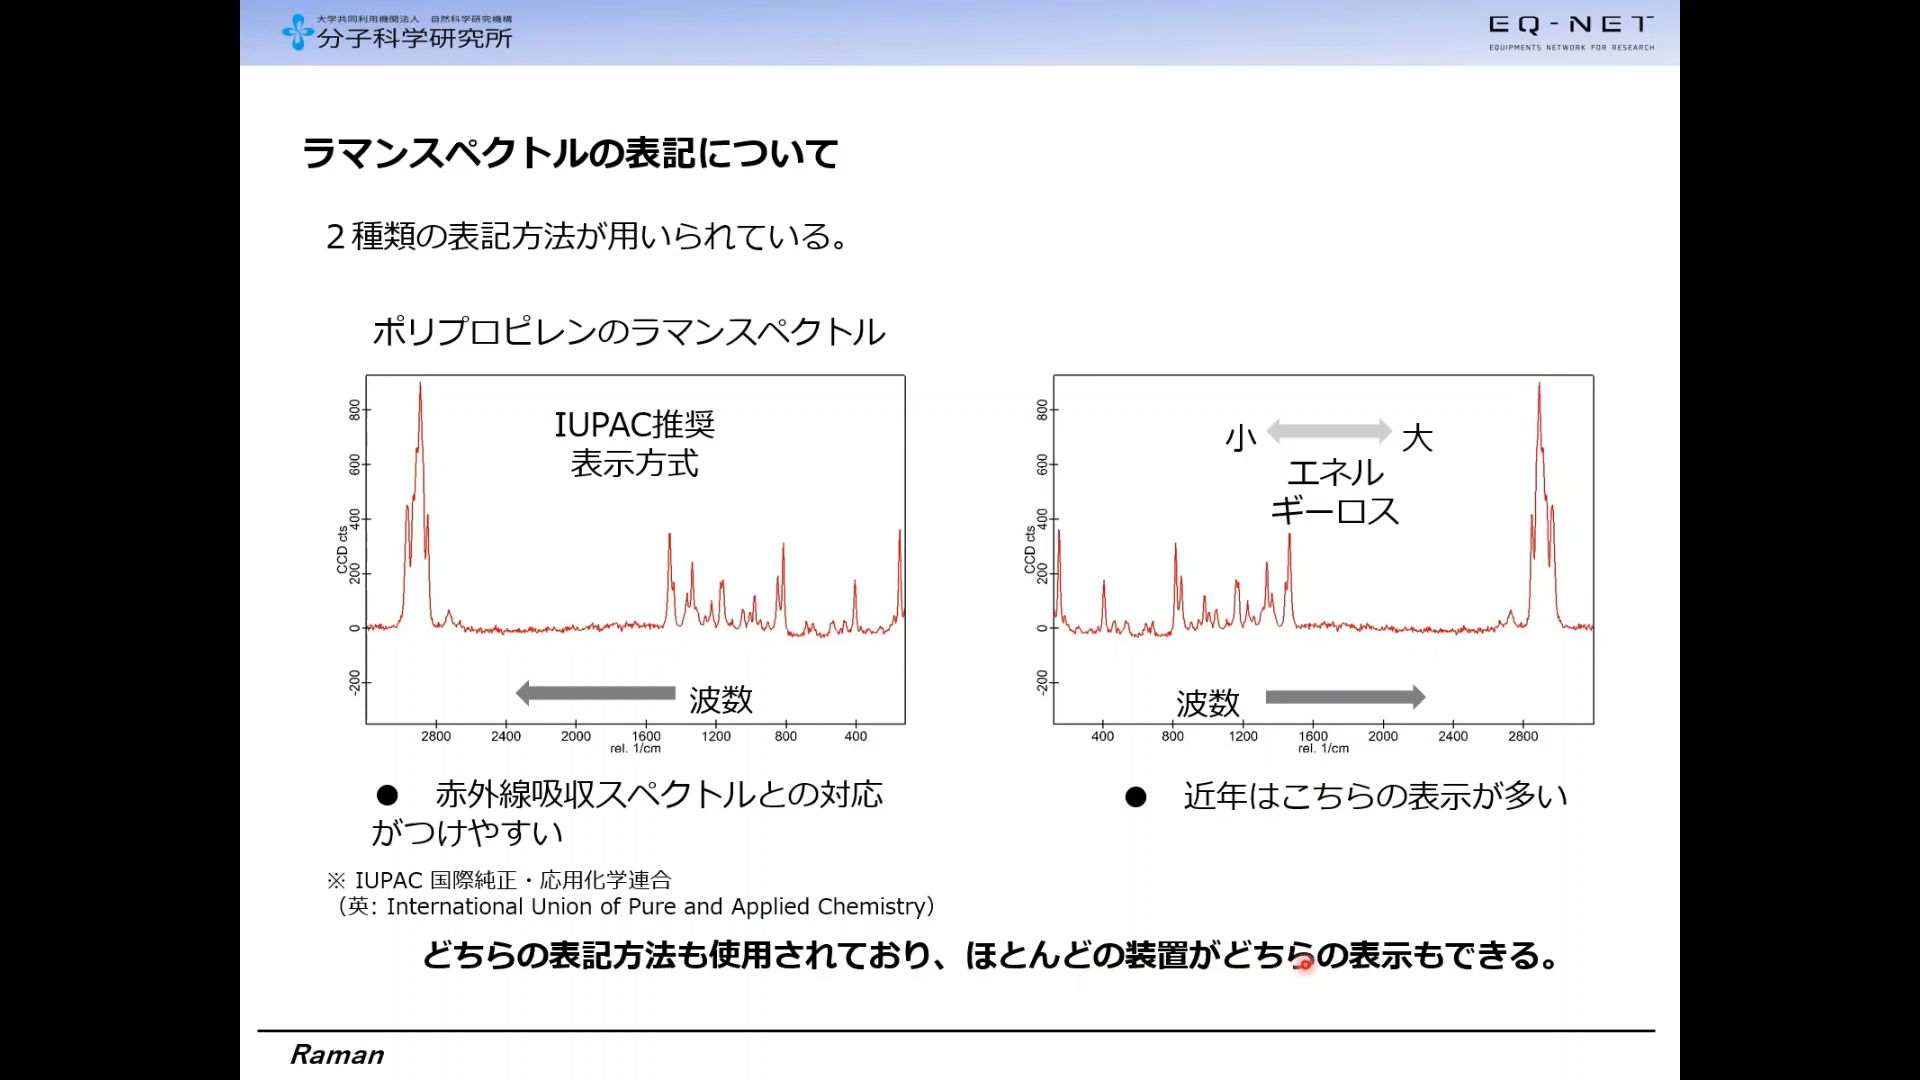 大学共同利用機関法人　自然科学研究機構
分子科学研究所
EQ-NET
EQUIPMENTS NETWORK FOR RESEARCH
ラマンスペクトルの表記について
２種類の表記方法が用いられている。
ポリプロピレンのラマンスペクトル
IUPAC推奨
表示方式
800
600
400
200
0
-200
CCD cts
波数
2800 2400 2000 1600 1200 800 400
rel. 1/cm
小 大
エネル
ギーロス
800
600
400
200
0
-200
CCD cts
波数
400 800 1200 1600 2000 2400 2800
rel. 1/cm
●　赤外線吸収スペクトルとの対応
がつけやすい
●　近年はこちらの表示が多い
※ IUPAC 国際純正・応用化学連合
（英: International Union of Pure and Applied Chemistry）
どちらの表記方法も使用されており、ほとんどの装置がどちらの表示もできる。
Raman